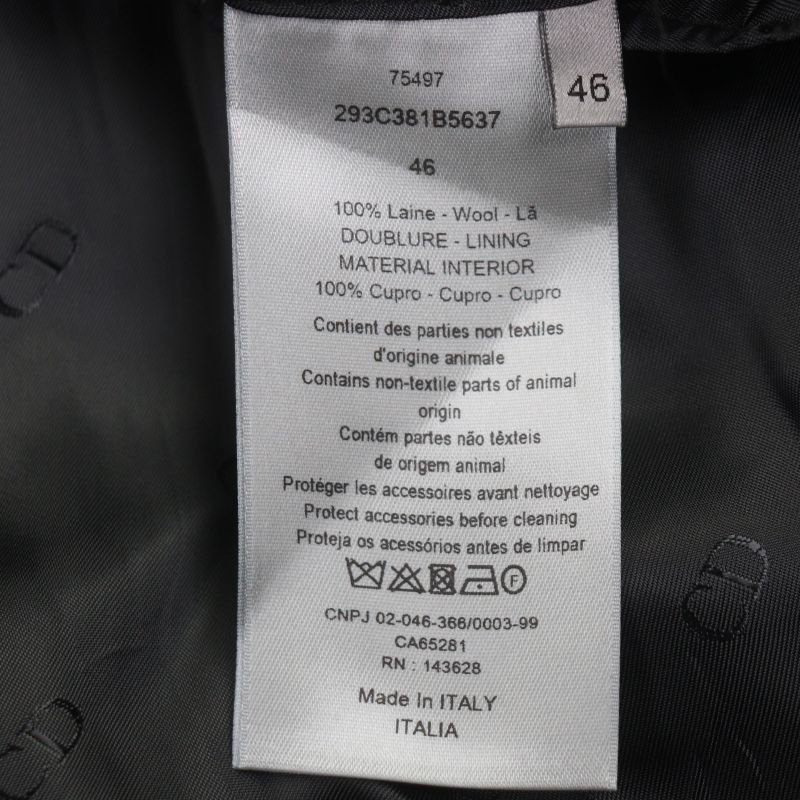 75497
46
293C381B5637
46
100% Laine - Wool - Lã
DOUBLURE - LINING
MATERIAL INTERIOR
100% Cupro - Cupro - Cupro
Contient des parties non textiles
d'origine animale
Contains non-textile parts of animal
origin
Contém partes não têxteis
de origem animal
Protéger les accessoires avant nettoyage
Protect accessories before cleaning
Proteja os acessórios antes de limpar
F
CNPJ 02-046-366/0003-99
CA65281
RN : 143628
Made In ITALY
ITALIA
CD
CD
CD